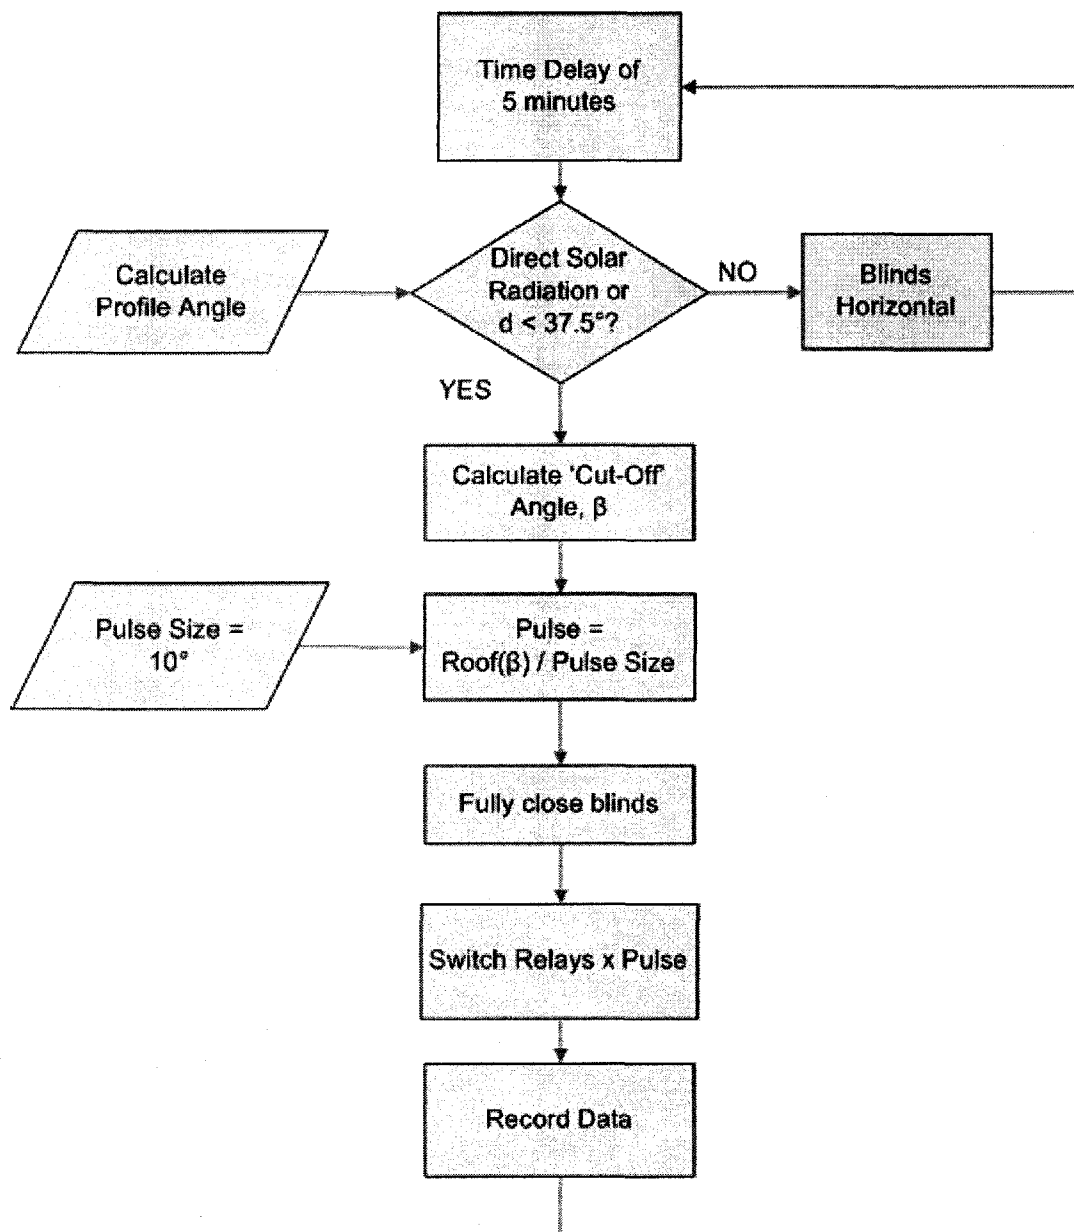 Time Delay of
5 minutes
Calculate
Profile Angle
Direct Solar
Radiation or
d < 37.5°?
NO
Blinds
Horizontal
YES
Calculate 'Cut-Off'
Angle, β
Pulse Size =
10°
Pulse =
Roof(β) / Pulse Size
Fully close blinds
Switch Relays x Pulse
Record Data